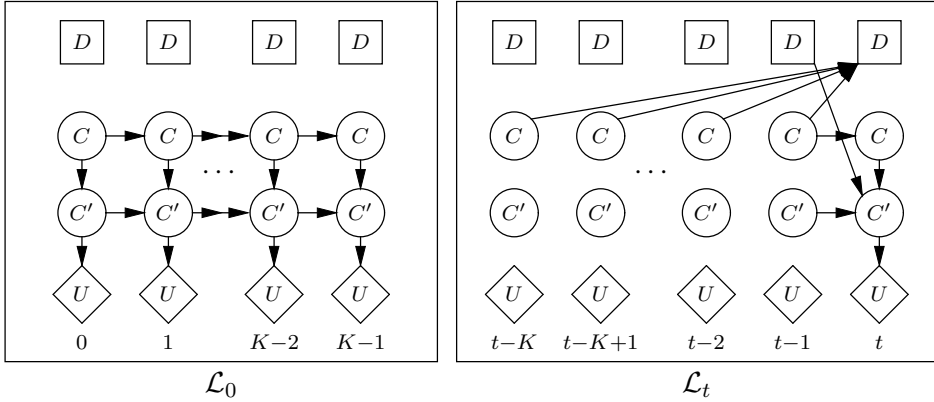 D D D D
C C C C
...
C′ C′ C′ C′
U U U U
0 1 K−2 K−1
ℒ₀
D D D D D
C C C C C
...
C′ C′ C′ C′ C′
U U U U U
t−K t−K+1 t−2 t−1 t
ℒₜ